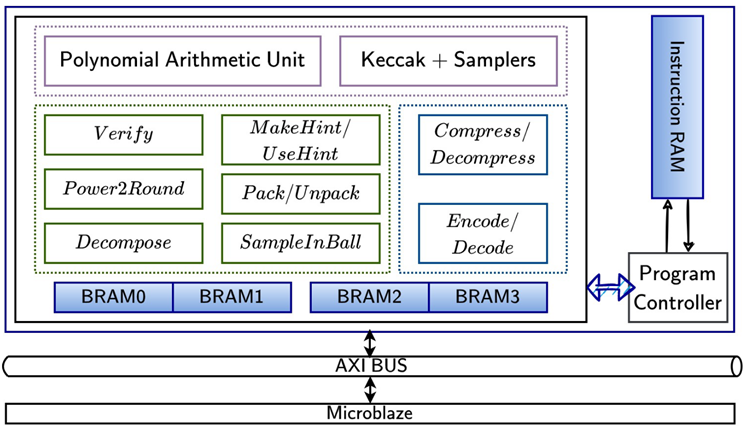 Polynomial Arithmetic Unit
Keccak + Samplers
Verify
MakeHint/
UseHint
Power2Round
Pack/Unpack
Decompose
SampleInBall
Compress/
Decompress
Encode/
Decode
BRAM0
BRAM1
BRAM2
BRAM3
Instruction RAM
Program
Controller
AXI BUS
Microblaze